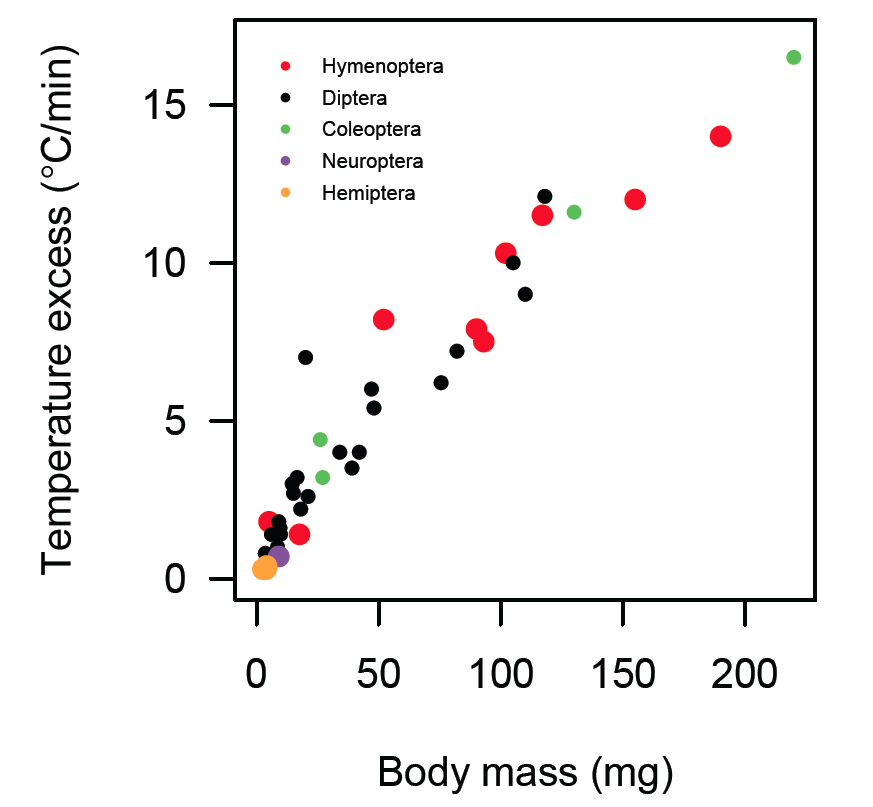 Temperature excess (°C/min)
15
10
5
0
Hymenoptera
Diptera
Coleoptera
Neuroptera
Hemiptera
0 50 100 150 200
Body mass (mg)